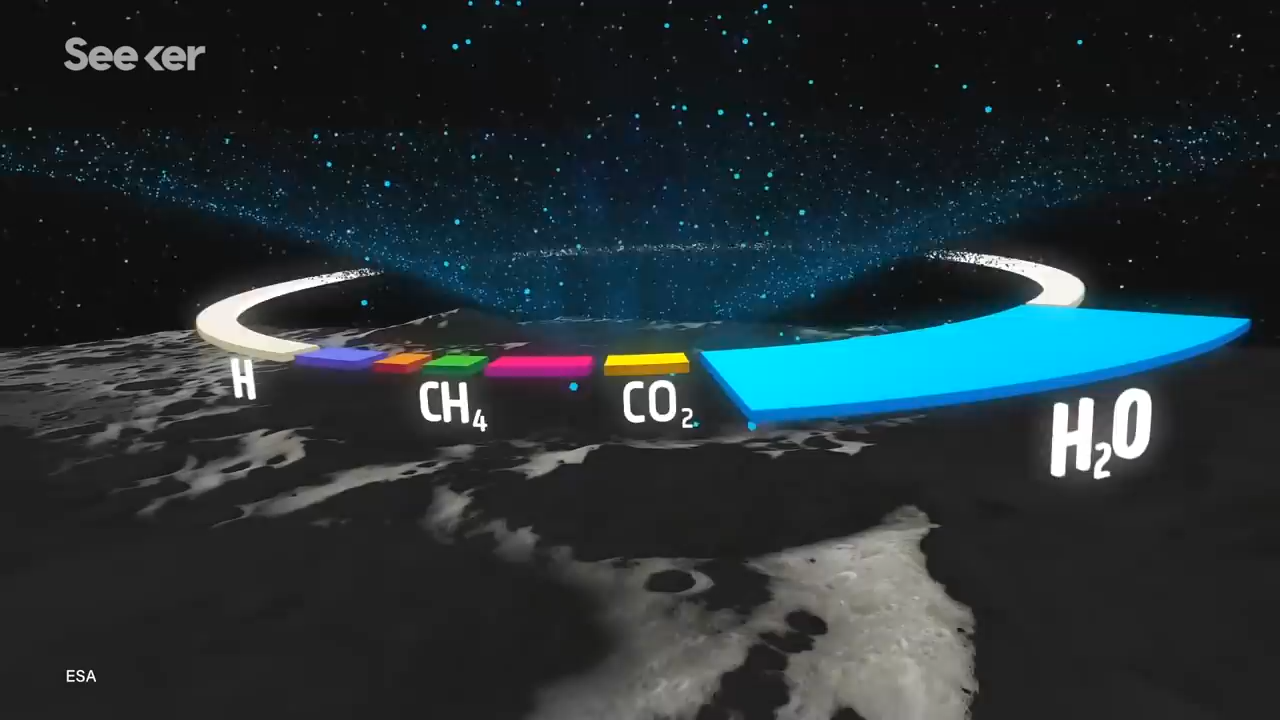 Seeker
H
CH₄
CO₂
H₂O
ESA